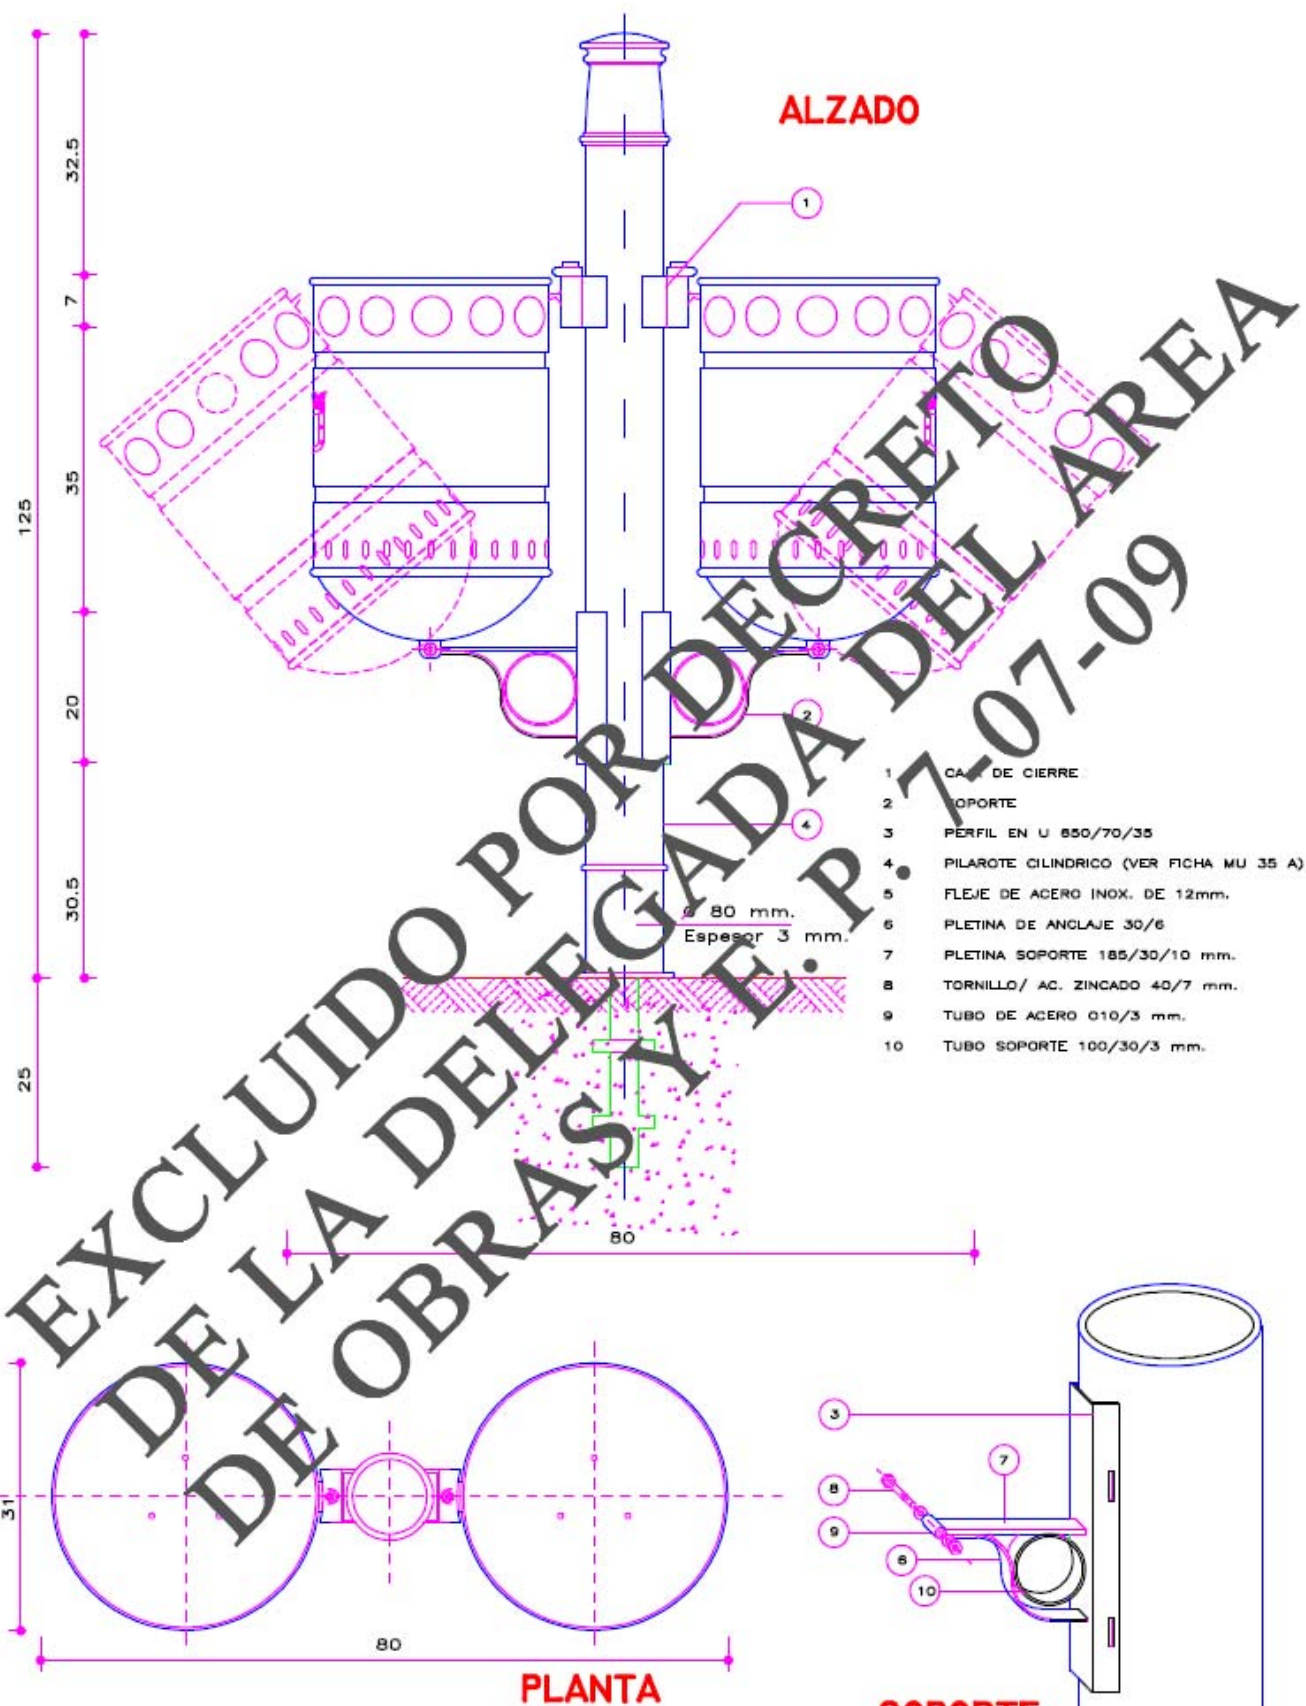 ALZADO
32.5
1
7
35
125
20
2
30.5
4
80 mm.
Espesor 3 mm.
1 CAJA DE CIERRE
2 SOPORTE
3 PERFIL EN U 650/70/35
4 PILAROTE CILINDRICO (VER FICHA MU 35 A)
5 FLEJE DE ACERO INOX. DE 12mm.
6 PLETINA DE ANCLAJE 30/6
7 PLETINA SOPORTE 185/30/10 mm.
8 TORNILLO/ AC. ZINCADO 40/7 mm.
9 TUBO DE ACERO O10/3 mm.
10 TUBO SOPORTE 100/30/3 mm.
25
80
EXCLUIDO POR DECRETO
DE LA DELEGADA DEL AREA
DE OBRAS Y E. P. 7-07-09
31
80
PLANTA
3
7
8
9
6
10
SOPORTE